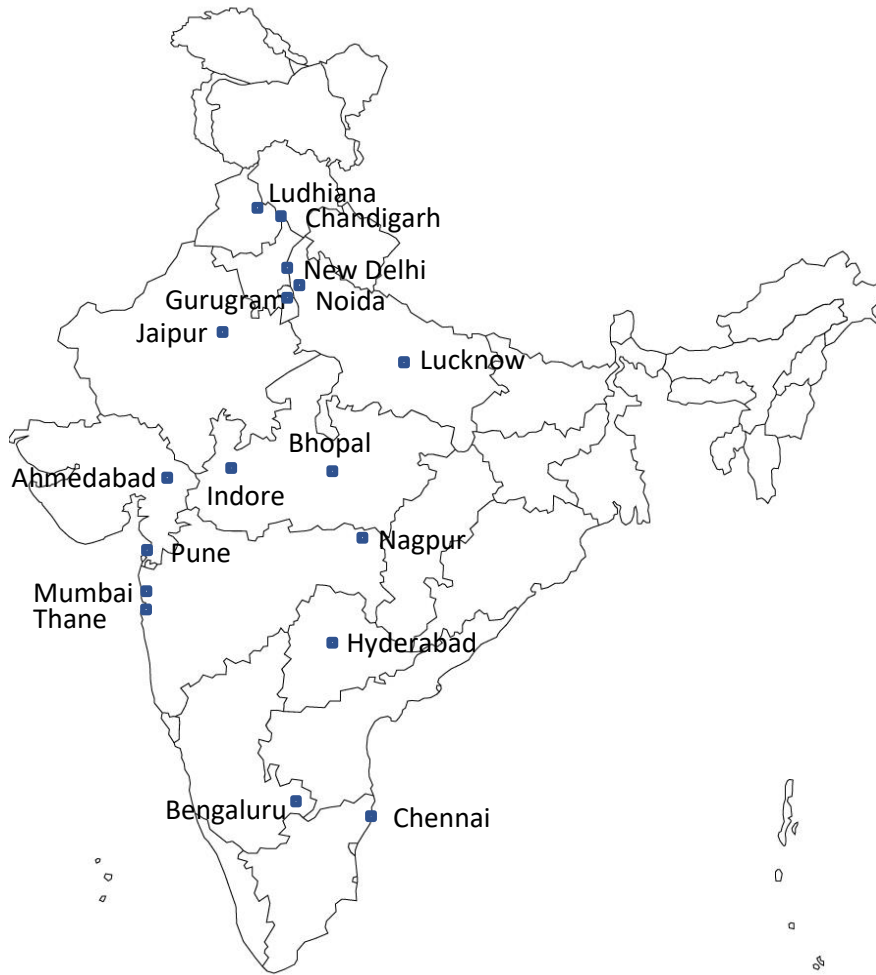 Ludhiana
Chandigarh
New Delhi
Gurugram
Noida
Jaipur
Lucknow
Bhopal
Ahmedabad
Indore
Nagpur
Pune
Mumbai
Thane
Hyderabad
Bengaluru
Chennai